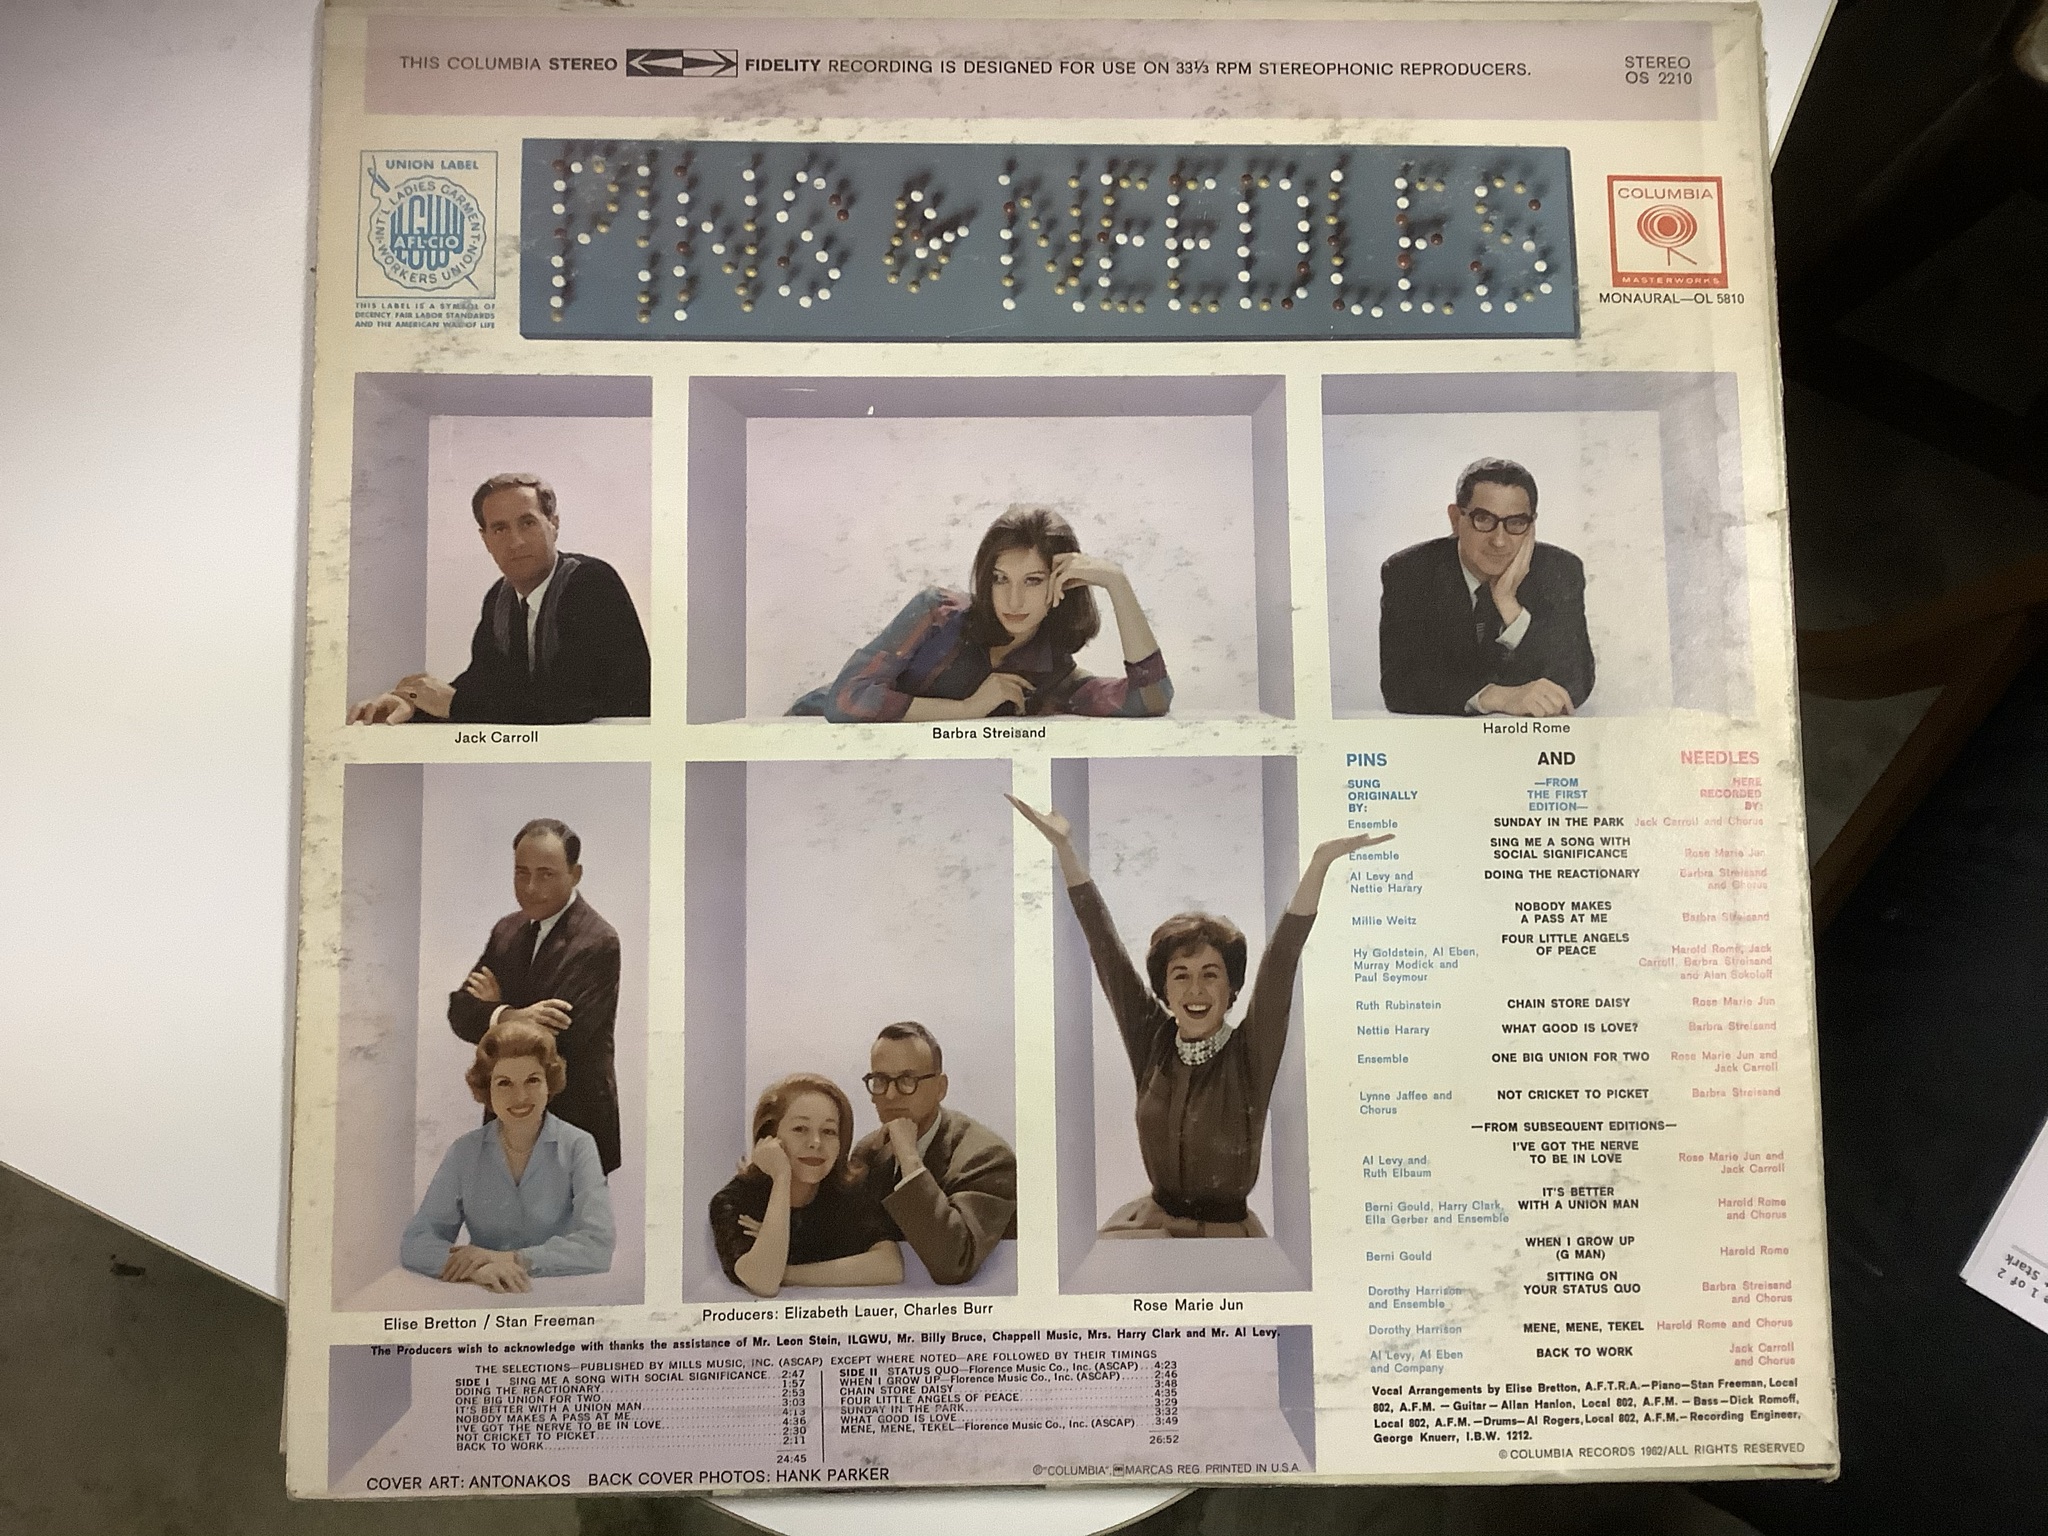 THIS COLUMBIA STEREO FIDELITY RECORDING IS DESIGNED FOR USE ON 33⅓ RPM STEREOPHONIC REPRODUCERS.
STEREO
OS 2210
UNION LABEL
INT'L LADIES GARMENT WORKERS UNION
ILGWU
AFL-CIO
THIS LABEL IS A SYMBOL OF
DECENCY, FAIR LABOR STANDARDS
AND THE AMERICAN WAY OF LIFE
PINS & NEEDLES
COLUMBIA
MASTERWORKS
MONAURAL—OL 5810
Jack Carroll
Barbra Streisand
Harold Rome
Elise Bretton / Stan Freeman
Producers: Elizabeth Lauer, Charles Burr
Rose Marie Jun
PINS AND NEEDLES
SUNG ORIGINALLY BY:
—FROM THE FIRST EDITION—
HERE RECORDED BY:
Ensemble SUNDAY IN THE PARK Jack Carroll and Chorus
Ensemble SING ME A SONG WITH SOCIAL SIGNIFICANCE Rose Marie Jun
Al Levy and Nettie Harary DOING THE REACTIONARY Barbra Streisand and Chorus
Millie Weitz NOBODY MAKES A PASS AT ME Barbra Streisand
Hy Goldstein, Al Eben, Murray Modick and Paul Seymour FOUR LITTLE ANGELS OF PEACE Harold Rome, Jack Carroll, Barbra Streisand and Alan Sokoloff
Ruth Rubinstein CHAIN STORE DAISY Rose Marie Jun
Nettie Harary WHAT GOOD IS LOVE? Barbra Streisand
Ensemble ONE BIG UNION FOR TWO Rose Marie Jun and Jack Carroll
Lynne Jaffee and Chorus NOT CRICKET TO PICKET Barbra Streisand
—FROM SUBSEQUENT EDITIONS—
Al Levy and Ruth Elbaum I'VE GOT THE NERVE TO BE IN LOVE Rose Marie Jun and Jack Carroll
Berni Gould, Harry Clark, Ella Gerber and Ensemble IT'S BETTER WITH A UNION MAN Harold Rome and Chorus
Berni Gould WHEN I GROW UP (G MAN) Harold Rome
Dorothy Harrison and Ensemble SITTING ON YOUR STATUS QUO Barbra Streisand and Chorus
Dorothy Harrison MENE, MENE, TEKEL Harold Rome and Chorus
Al Levy, Al Eben and Company BACK TO WORK Jack Carroll and Chorus
Vocal Arrangements by Elise Bretton, A.F.T.R.A.—Piano—Stan Freeman, Local
802, A.F.M. — Guitar — Allan Hanlon, Local 802, A.F.M. — Bass—Dick Romoff,
Local 802, A.F.M.—Drums—Al Rogers, Local 802, A.F.M.—Recording Engineer,
George Knuerr, I.B.W. 1212.
© COLUMBIA RECORDS 1962/ALL RIGHTS RESERVED
The Producers wish to acknowledge with thanks the assistance of Mr. Leon Stein, ILGWU, Mr. Billy Bruce, Chappell Music, Mrs. Harry Clark and Mr. Al Levy.
THE SELECTIONS—PUBLISHED BY MILLS MUSIC, INC. (ASCAP) EXCEPT WHERE NOTED—ARE FOLLOWED BY THEIR TIMINGS
SIDE I SING ME A SONG WITH SOCIAL SIGNIFICANCE 2:47
DOING THE REACTIONARY 1:57
ONE BIG UNION FOR TWO 2:53
IT'S BETTER WITH A UNION MAN 3:03
NOBODY MAKES A PASS AT ME 4:13
I'VE GOT THE NERVE TO BE IN LOVE 4:36
NOT CRICKET TO PICKET 2:30
BACK TO WORK 2:11
24:45
SIDE II STATUS QUO—Florence Music Co., Inc. (ASCAP) 4:23
WHEN I GROW UP—Florence Music Co., Inc. (ASCAP) 2:46
CHAIN STORE DAISY 3:48
FOUR LITTLE ANGELS OF PEACE 4:35
SUNDAY IN THE PARK 3:29
WHAT GOOD IS LOVE 3:32
MENE, MENE, TEKEL—Florence Music Co., Inc. (ASCAP) 3:49
26:52
COVER ART: ANTONAKOS BACK COVER PHOTOS: HANK PARKER
℗"COLUMBIA", MARCAS REG. PRINTED IN U.S.A.
1 of 2
Stark